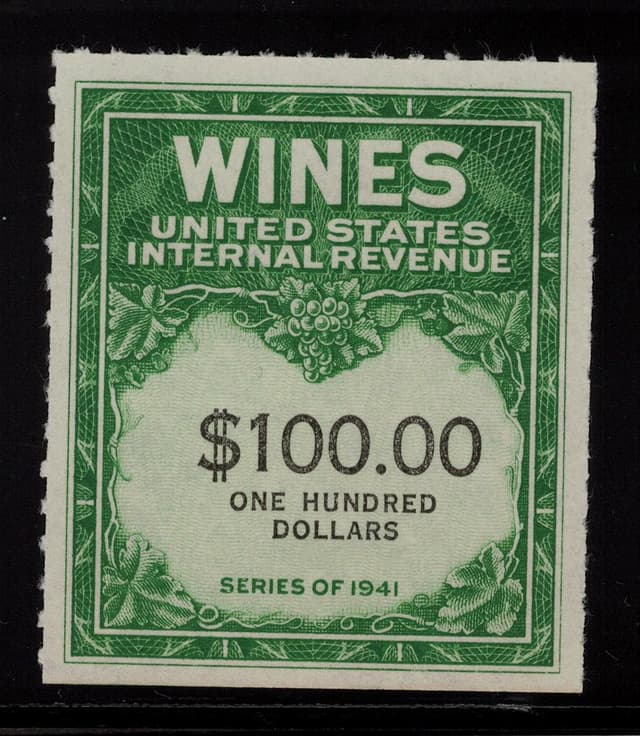 WINES
UNITED STATES
INTERNAL REVENUE
$100.00
ONE HUNDRED
DOLLARS
SERIES OF 1941